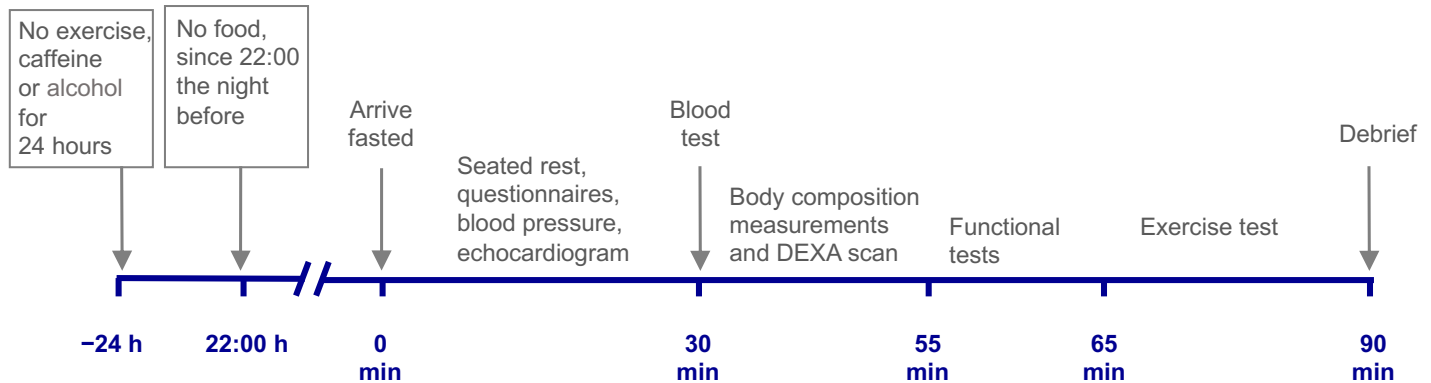 No exercise,
caffeine
or alcohol
for
24 hours
No food,
since 22:00
the night
before
Arrive
fasted
Seated rest,
questionnaires,
blood pressure,
echocardiogram
Blood
test
Body composition
measurements
and DEXA scan
Functional
tests
Exercise test
Debrief
−24 h
22:00 h
0
min
30
min
55
min
65
min
90
min